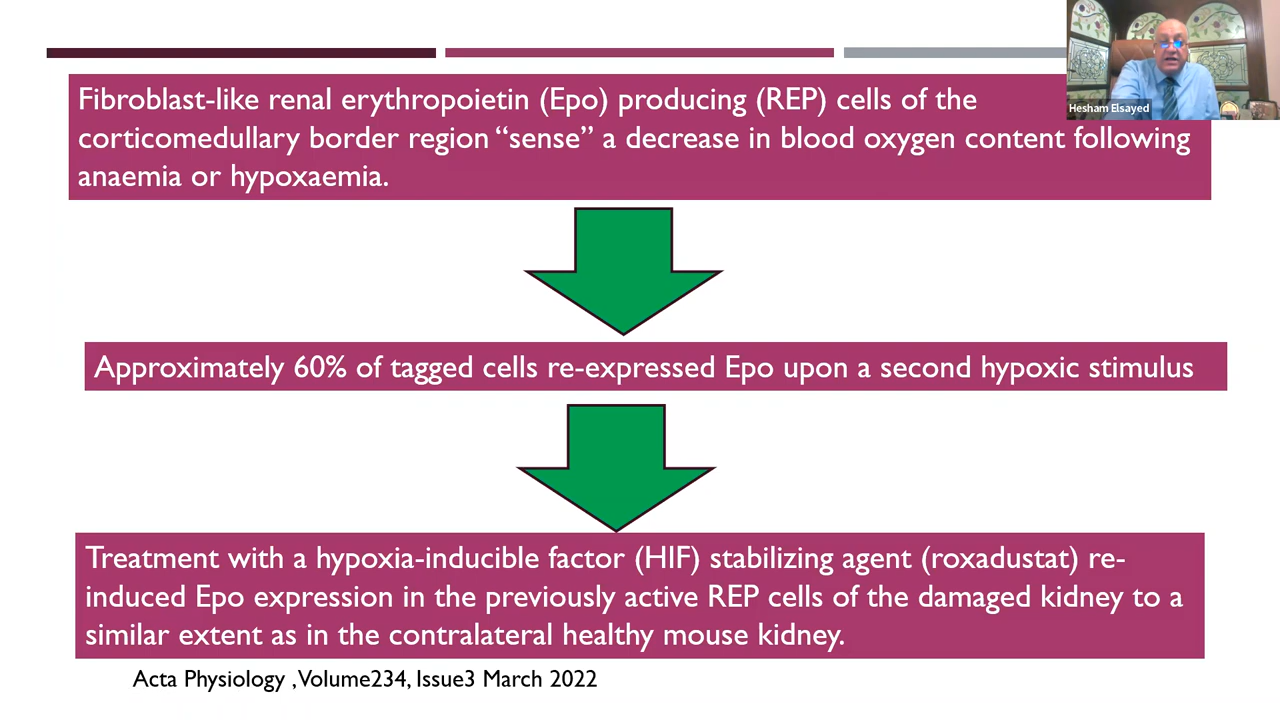 Fibroblast-like renal erythropoietin (Epo) producing (REP) cells of the
corticomedullary border region “sense” a decrease in blood oxygen content following
anaemia or hypoxaemia.
Hesham Elsayed
Approximately 60% of tagged cells re-expressed Epo upon a second hypoxic stimulus
Treatment with a hypoxia-inducible factor (HIF) stabilizing agent (roxadustat) re-
induced Epo expression in the previously active REP cells of the damaged kidney to a
similar extent as in the contralateral healthy mouse kidney.
Acta Physiology ,Volume234, Issue3 March 2022